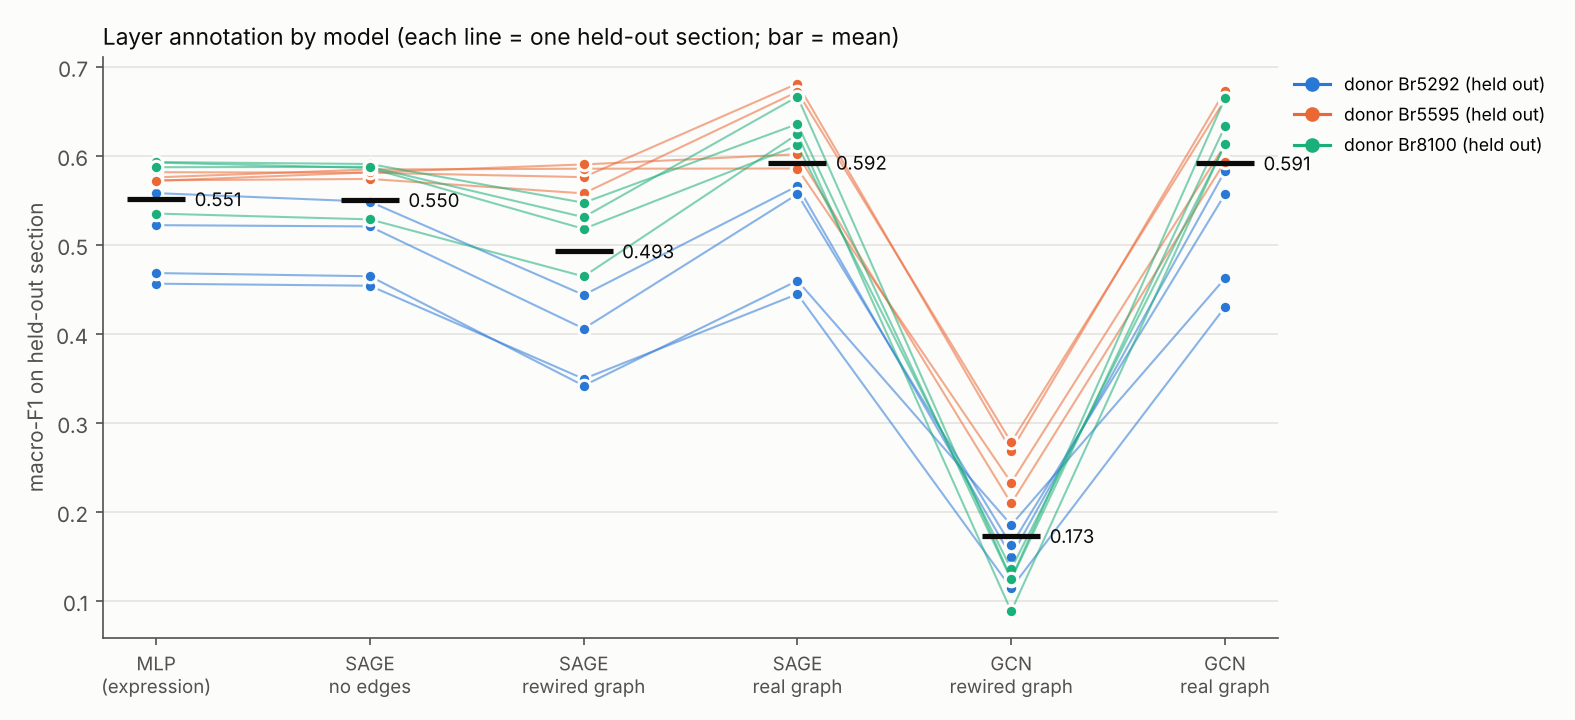 Layer annotation by model (each line = one held-out section; bar = mean)
macro-F1 on held-out section
0.7
0.6
0.5
0.4
0.3
0.2
0.1
0.551
0.550
0.493
0.592
0.173
0.591
MLP
(expression)
SAGE
no edges
SAGE
rewired graph
SAGE
real graph
GCN
rewired graph
GCN
real graph
donor Br5292 (held out)
donor Br5595 (held out)
donor Br8100 (held out)